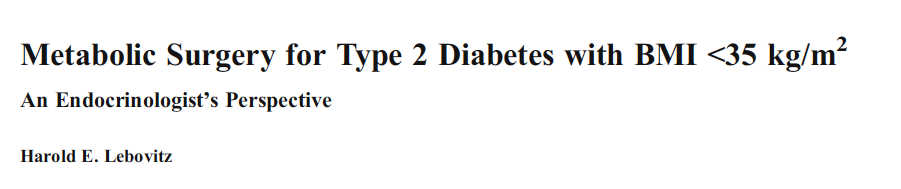 Metabolic Surgery for Type 2 Diabetes with BMI <35 kg/m²
An Endocrinologist’s Perspective
Harold E. Lebovitz